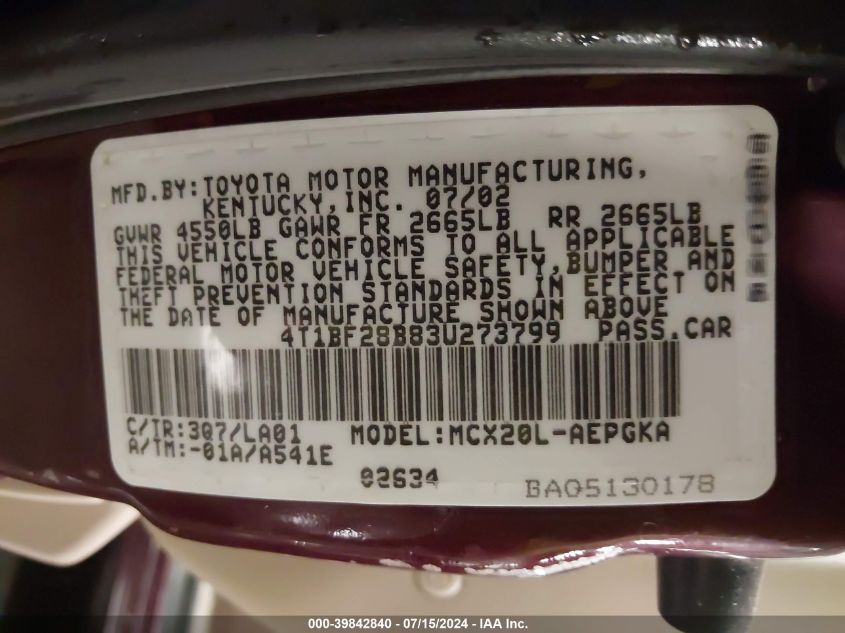 MFD.BY:TOYOTA MOTOR MANUFACTURING,
KENTUCKY,INC. 07/02
GVWR 4550LB GAWR FR 2665LB RR 2665LB
THIS VEHICLE CONFORMS TO ALL APPLICABLE
FEDERAL MOTOR VEHICLE SAFETY,BUMPER AND
THEFT PREVENTION STANDARDS IN EFFECT ON
THE DATE OF MANUFACTURE SHOWN ABOVE
4T1BF28B83U273799 PASS.CAR
C/TR:3Q7/LA01 MODEL:MCX20L-AEPGKA
A/TM:-01A/A541E
02634
BAO5130178
000-39842840 / 07/15/2024 - IAA Inc.